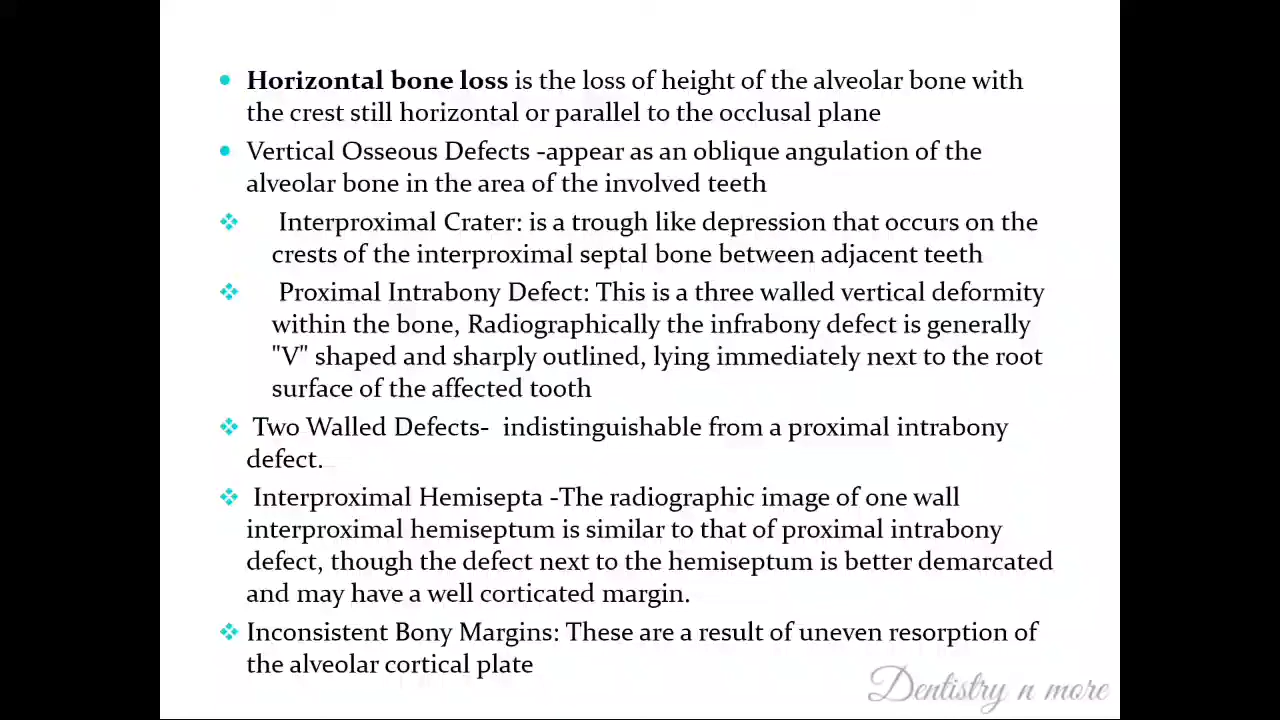 Horizontal bone loss is the loss of height of the alveolar bone with
the crest still horizontal or parallel to the occlusal plane
Vertical Osseous Defects -appear as an oblique angulation of the
alveolar bone in the area of the involved teeth
Interproximal Crater: is a trough like depression that occurs on the
crests of the interproximal septal bone between adjacent teeth
Proximal Intrabony Defect: This is a three walled vertical deformity
within the bone, Radiographically the infrabony defect is generally
"V" shaped and sharply outlined, lying immediately next to the root
surface of the affected tooth
Two Walled Defects- indistinguishable from a proximal intrabony
defect.
Interproximal Hemisepta -The radiographic image of one wall
interproximal hemiseptum is similar to that of proximal intrabony
defect, though the defect next to the hemiseptum is better demarcated
and may have a well corticated margin.
Inconsistent Bony Margins: These are a result of uneven resorption of
the alveolar cortical plate
Dentistry n more